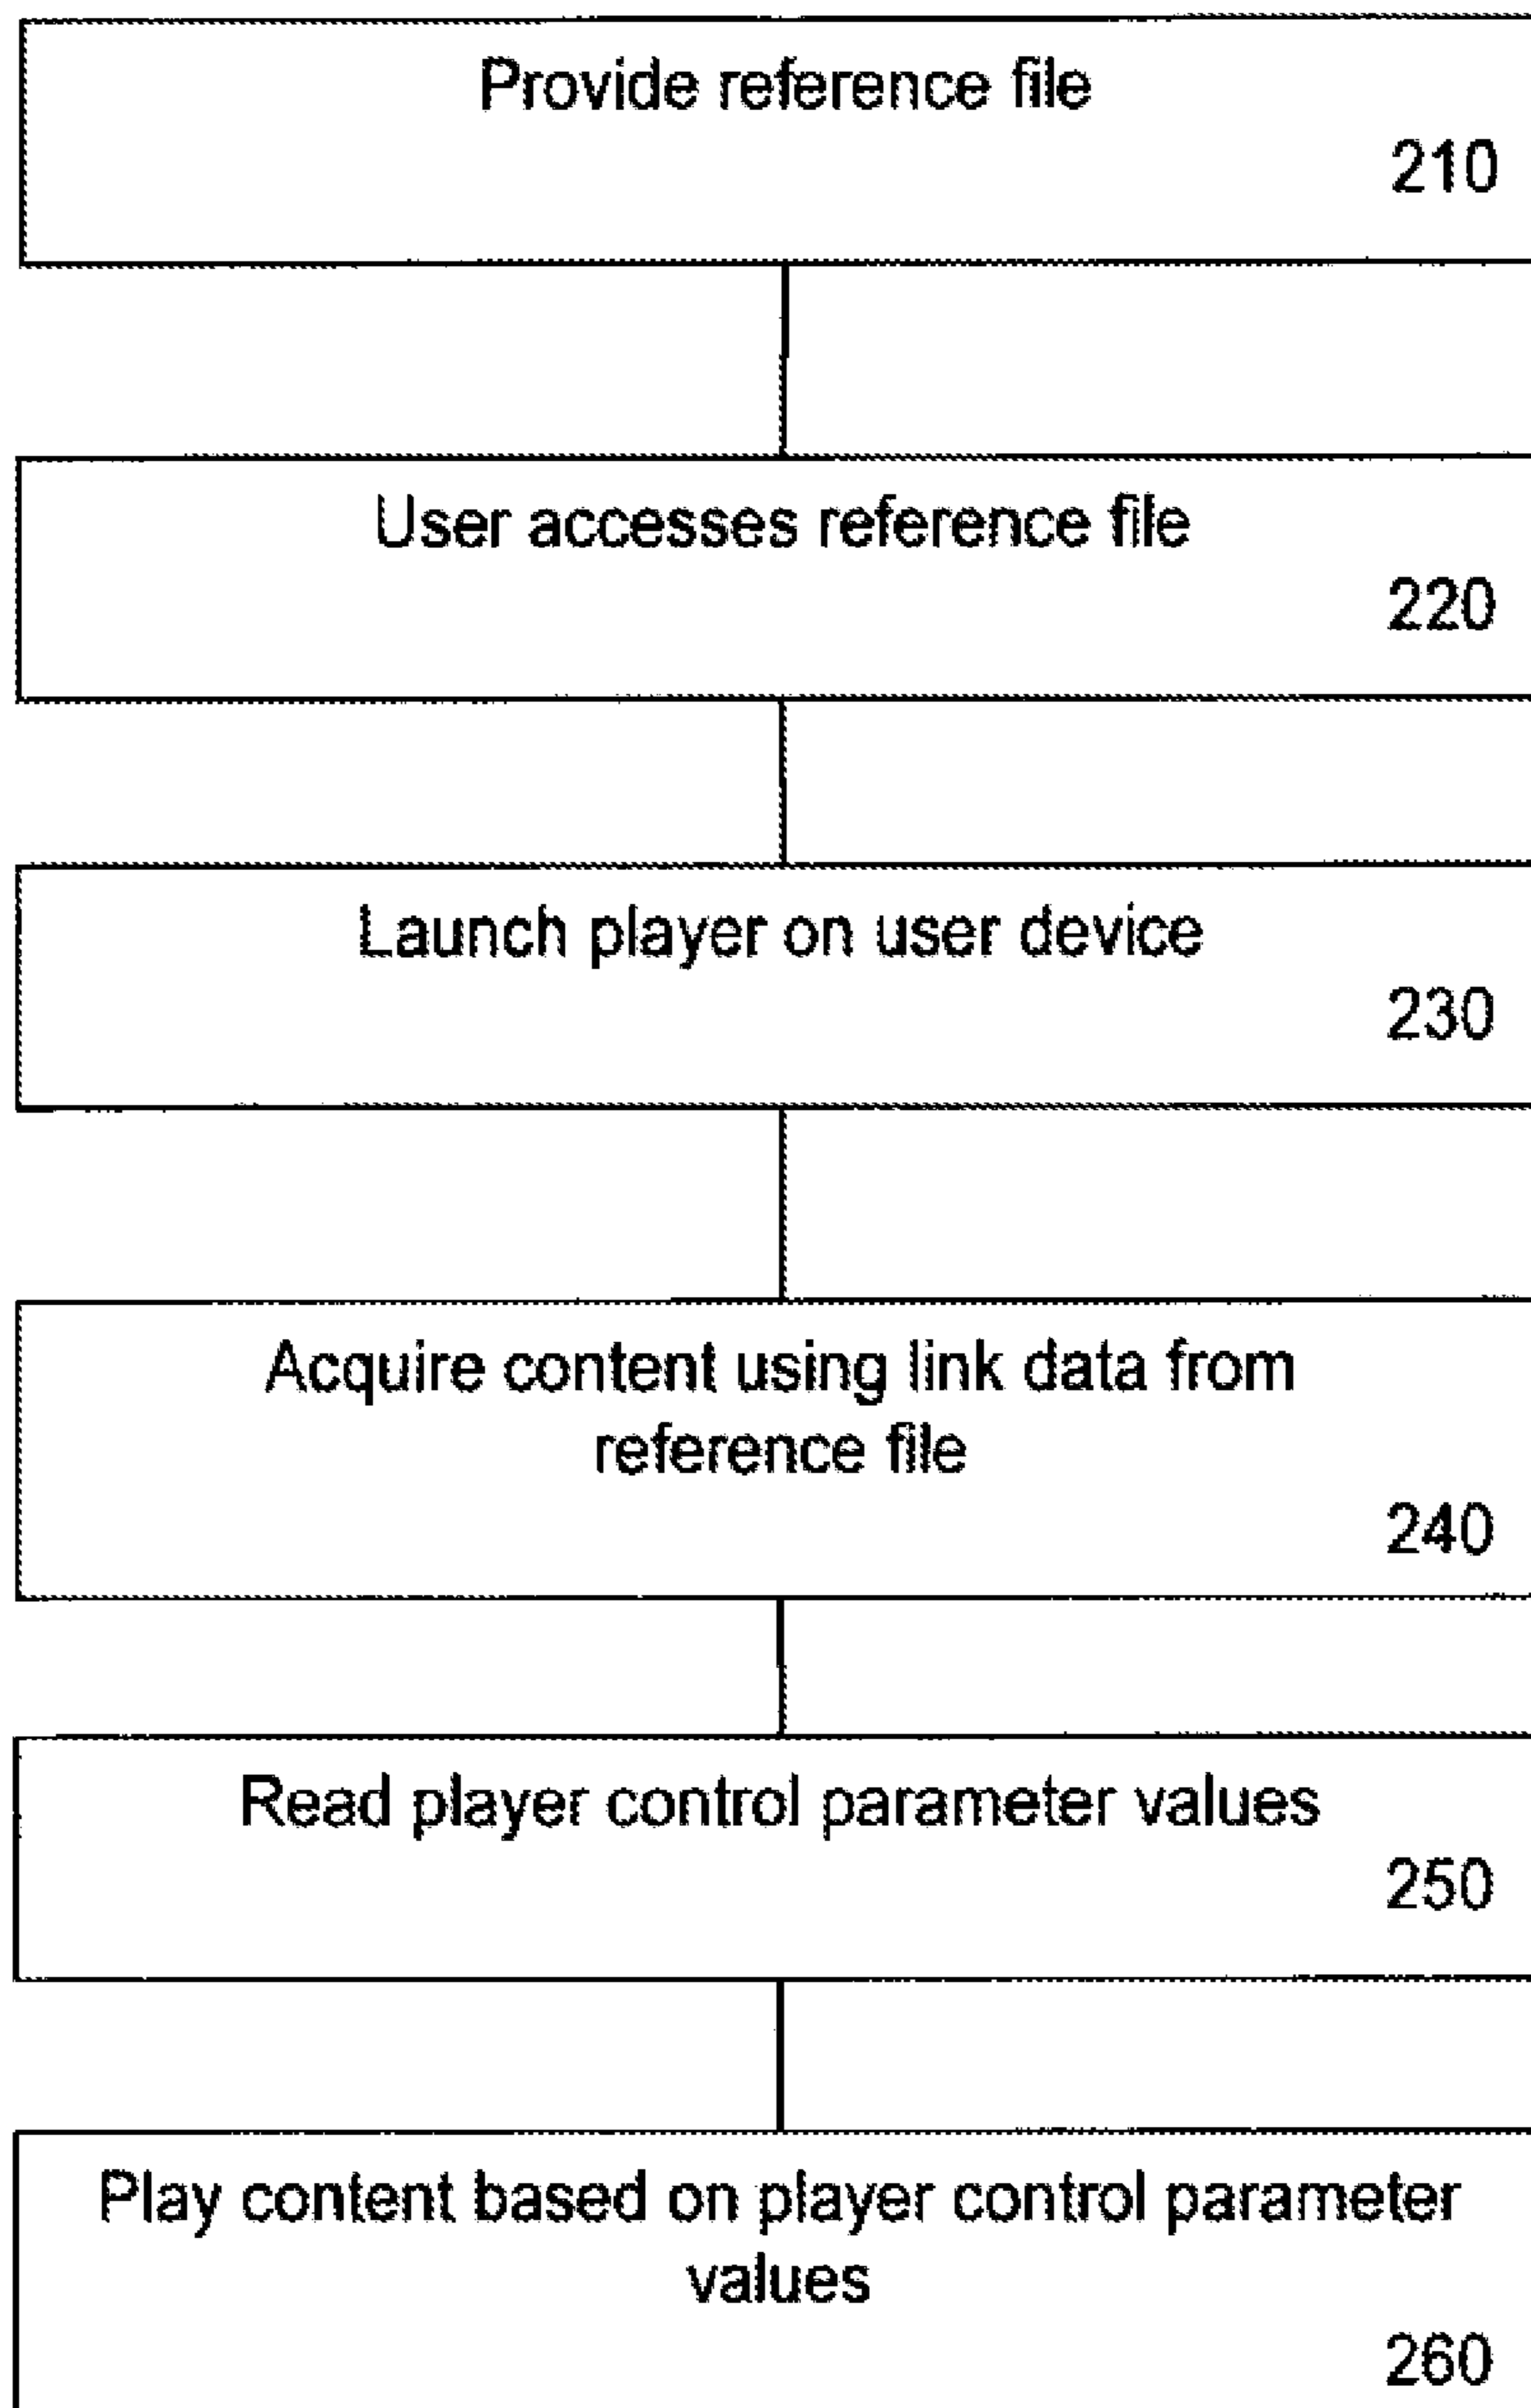 Provide reference file
210
User accesses reference file
220
Launch player on user device
230
Acquire content using link data from
reference file
240
Read player control parameter values
250
Play content based on player control parameter
values
260